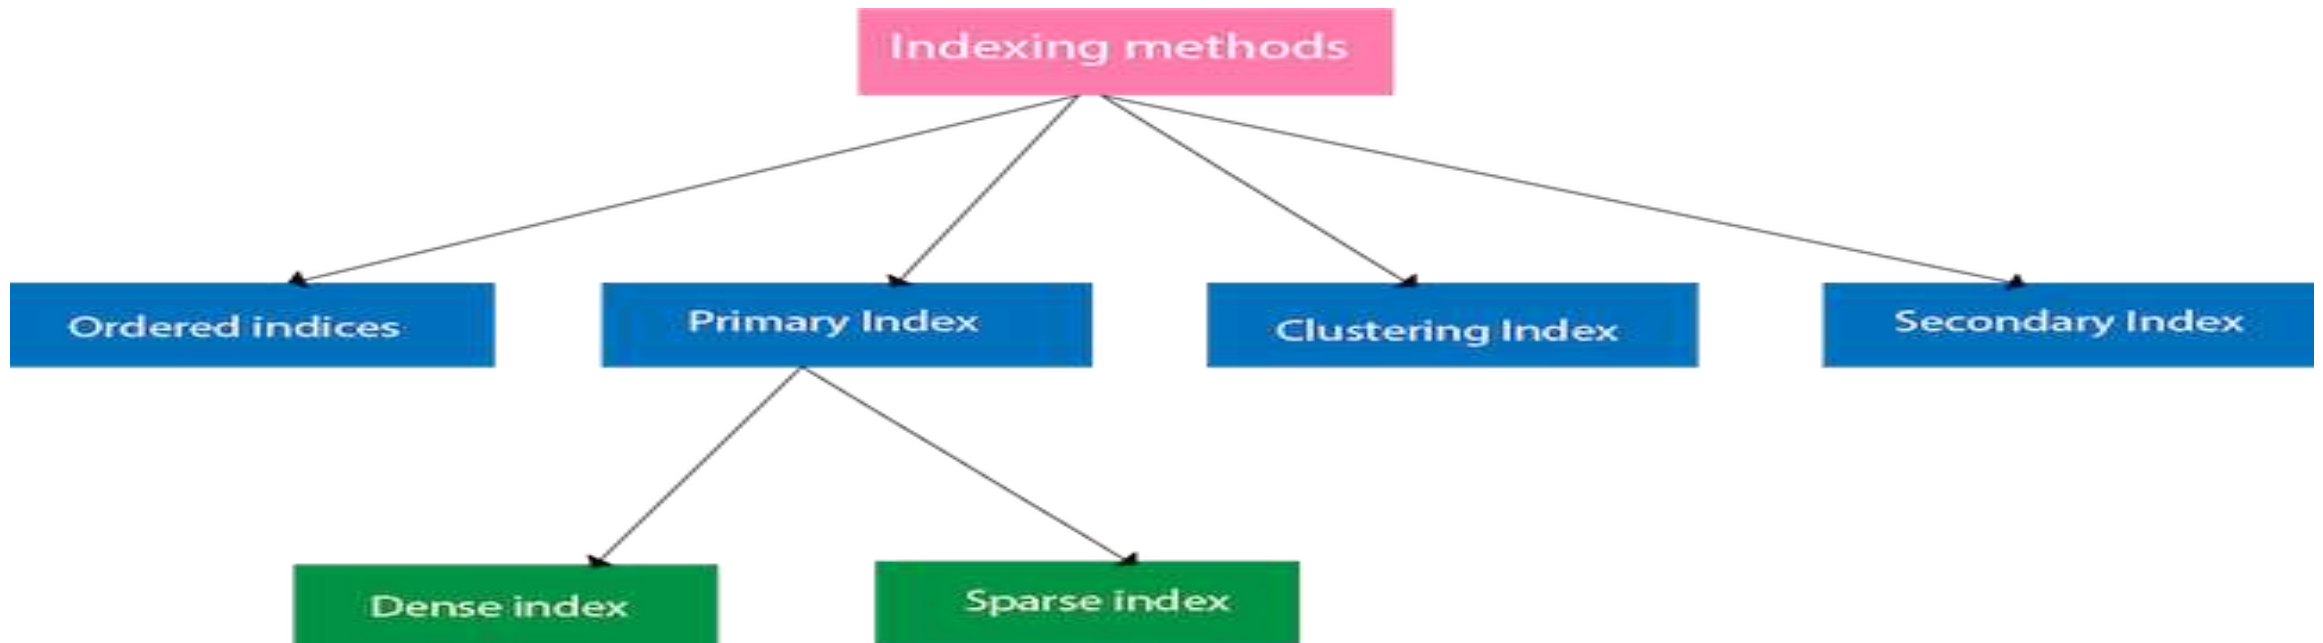 Indexing methods
Ordered indices
Primary Index
Clustering Index
Secondary Index
Dense index
Sparse index